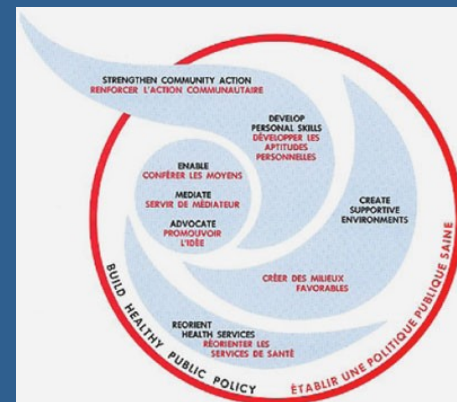 STRENGTHEN COMMUNITY ACTION
RENFORCER L'ACTION COMMUNAUTAIRE
DEVELOP
PERSONAL SKILLS
DÉVELOPPER LES
APTITUDES
PERSONNELLES
ENABLE
CONFÉRER LES MOYENS
MEDIATE
SERVIR DE MÉDIATEUR
ADVOCATE
PROMOUVOIR
L'IDÉE
CREATE
SUPPORTIVE
ENVIRONMENTS
CRÉER DES MILIEUX
FAVORABLES
REORIENT
HEALTH SERVICES
RÉORIENTER LES
SERVICES DE SANTÉ
BUILD HEALTHY PUBLIC POLICY
ÉTABLIR UNE POLITIQUE PUBLIQUE SAINE